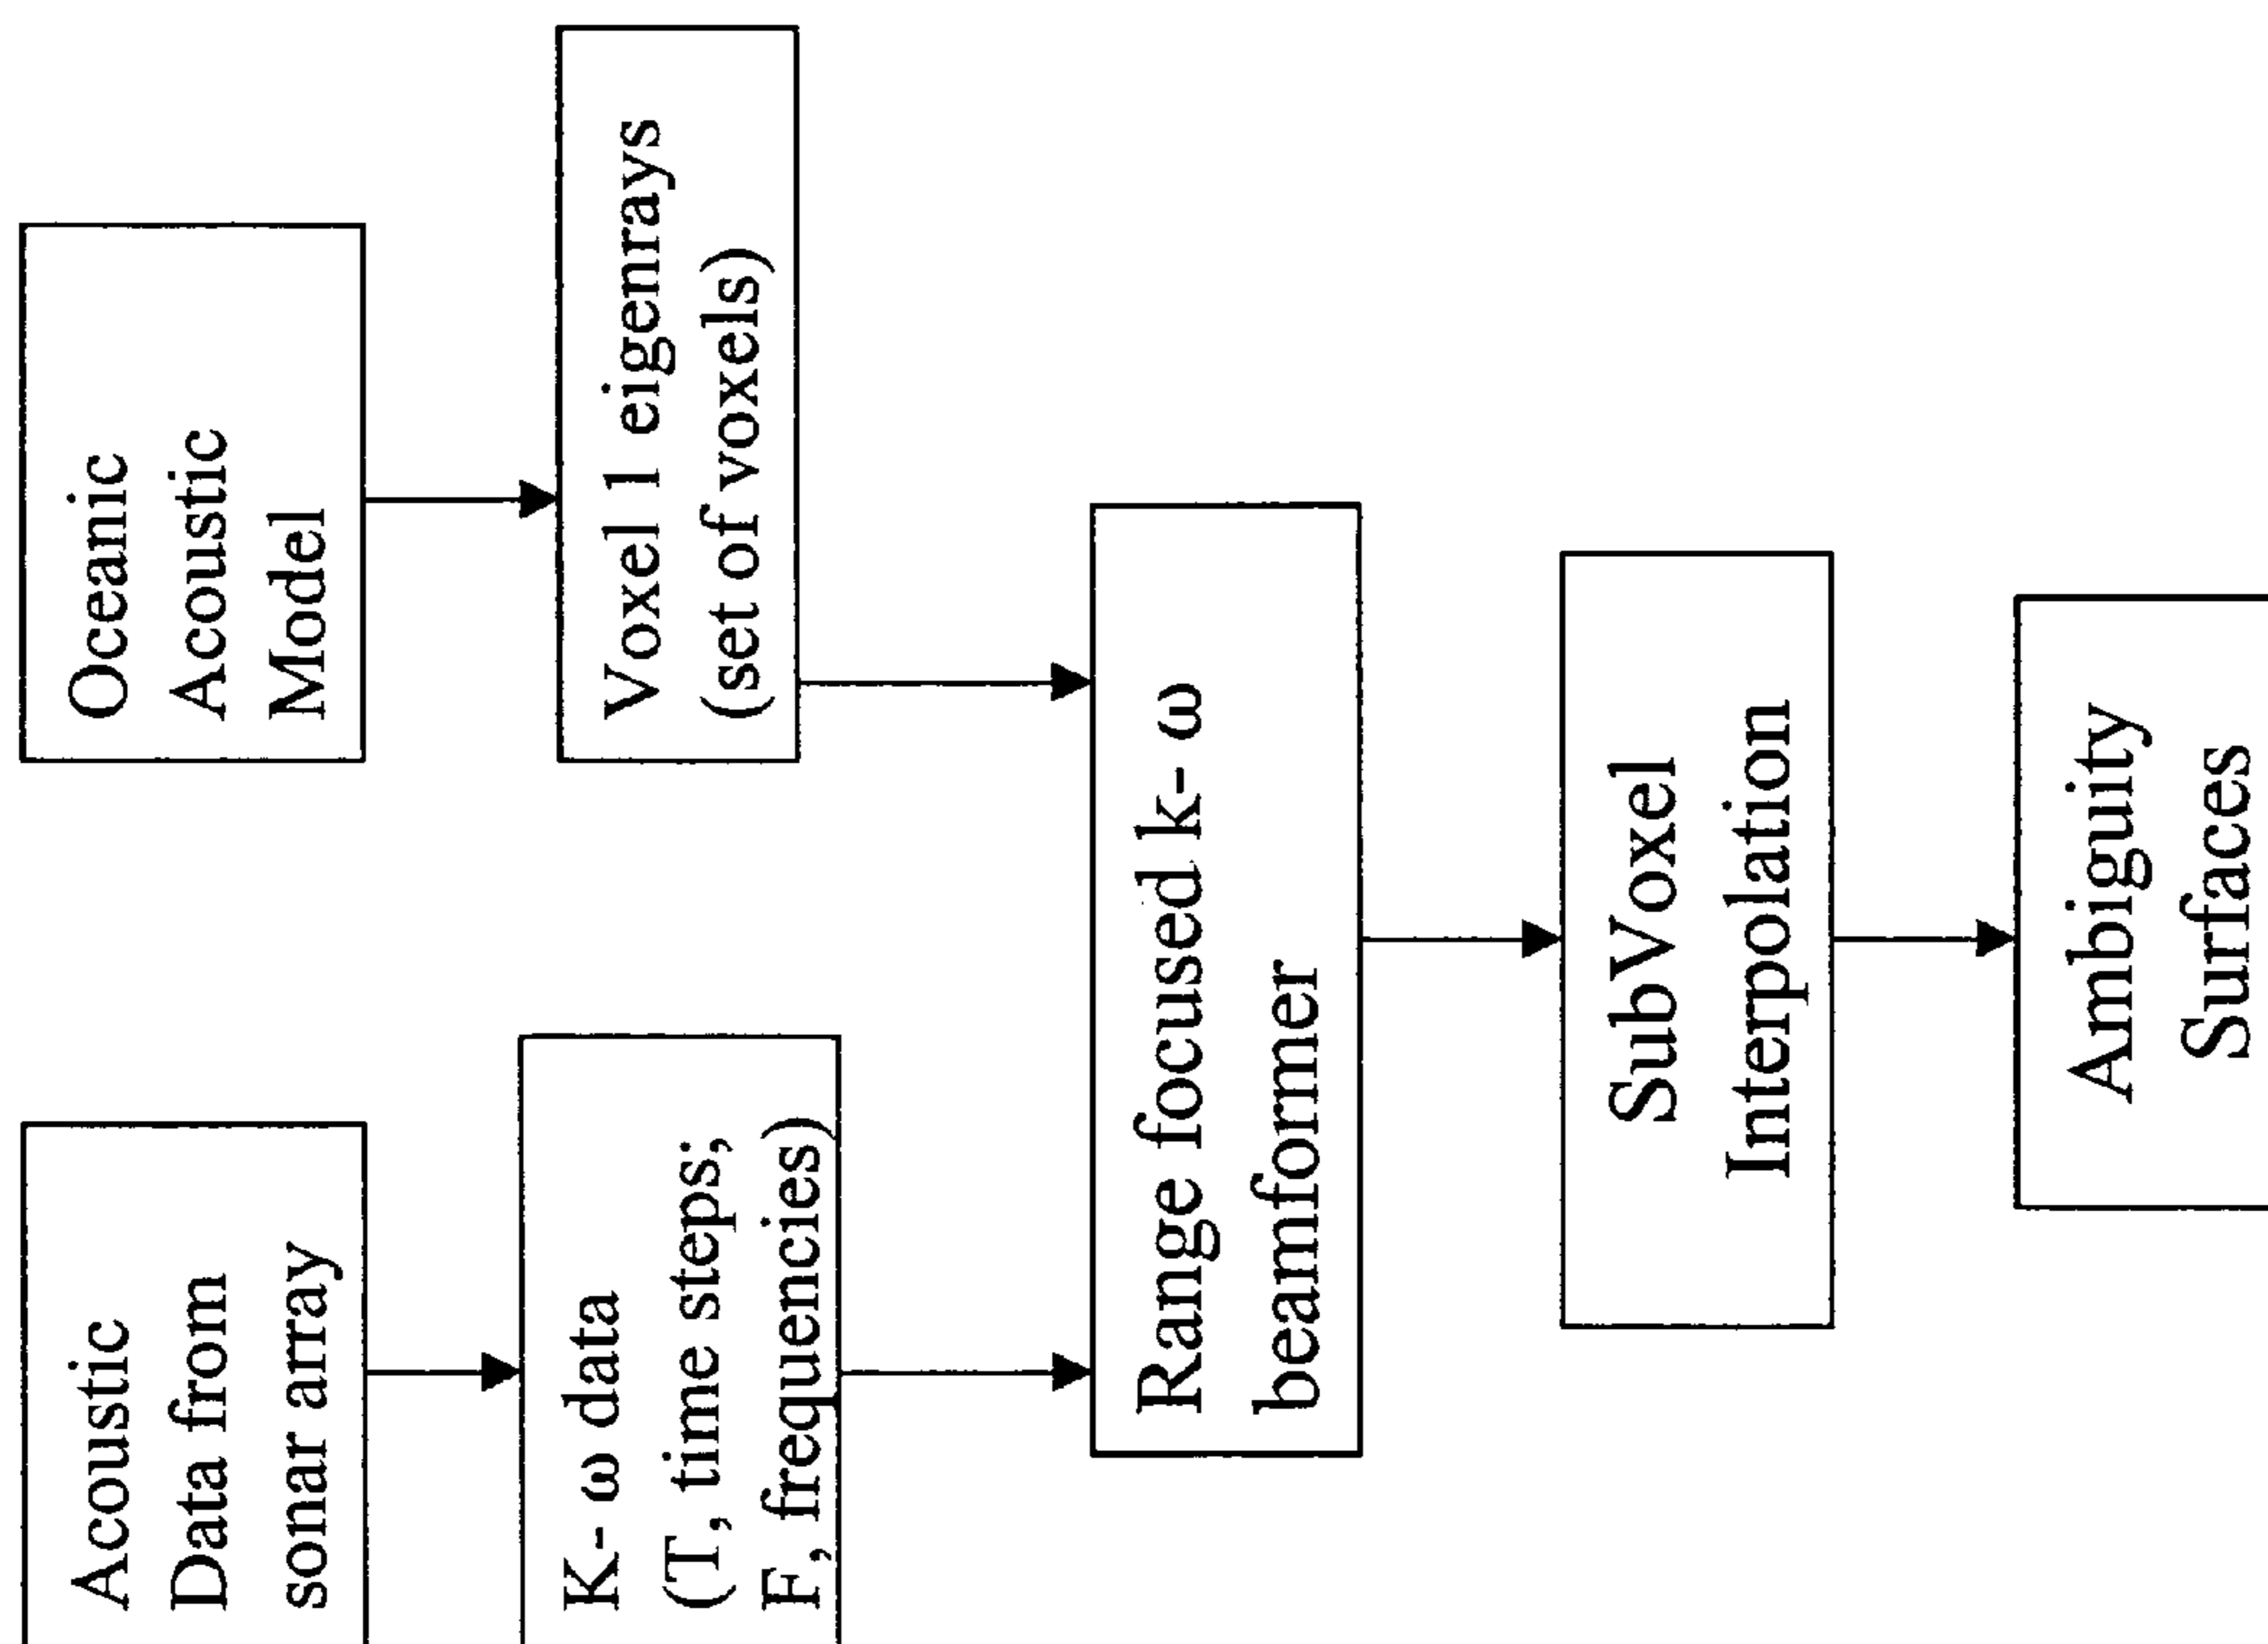 Acoustic
Data from
sonar array
K- ω data
(T, time steps;
F, frequencies)
Oceanic
Acoustic
Model
Voxel l eigenrays
(set of voxels)
Range focused k- ω
beamformer
SubVoxel
Interpolation
Ambiguity
Surfaces